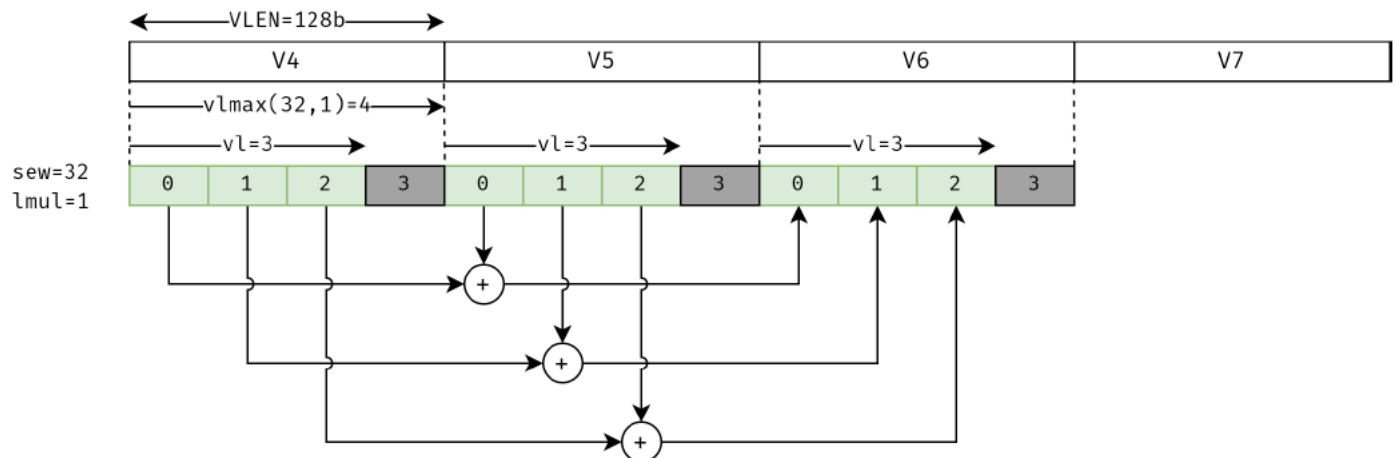 VLEN=128b
V4 V5 V6 V7
vlmax(32,1)=4
vl=3 vl=3 vl=3
sew=32
lmul=1
0 1 2 3 0 1 2 3 0 1 2 3
+
+
+